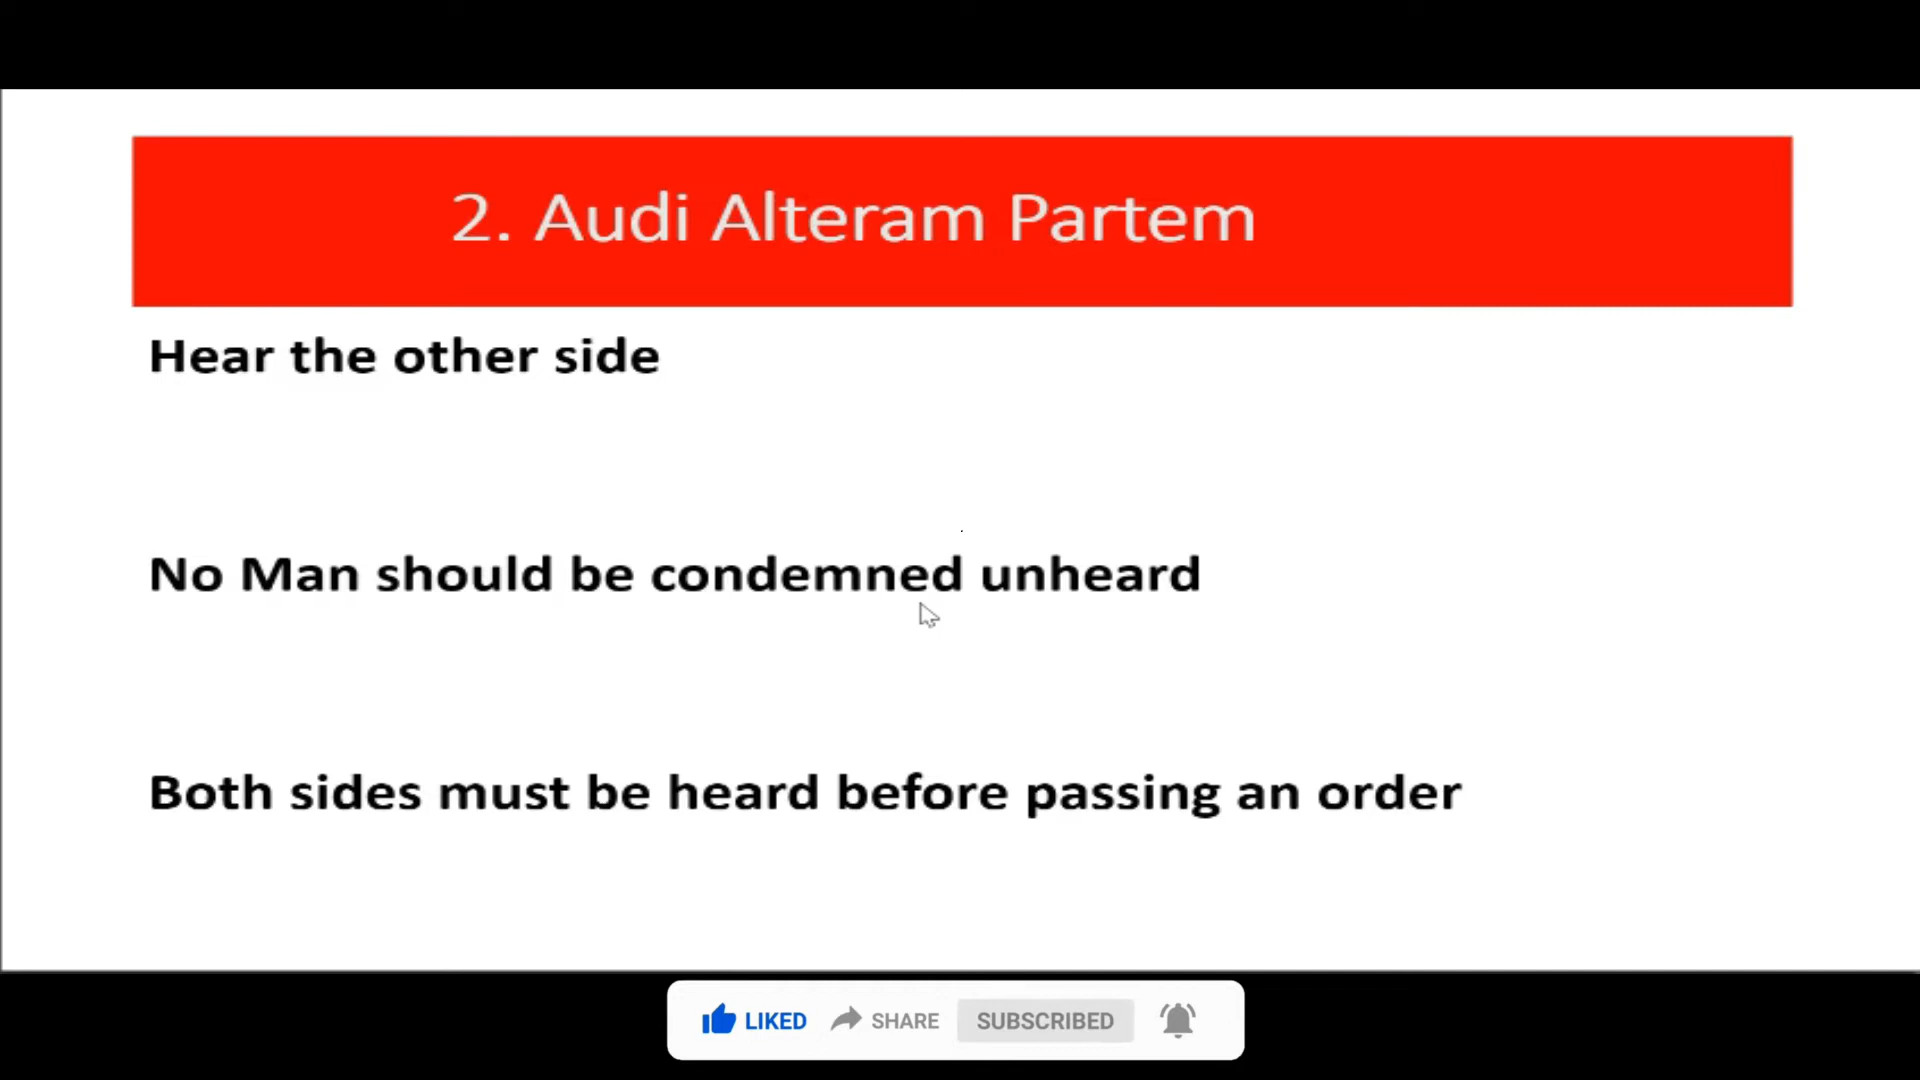 2. Audi Alteram Partem
Hear the other side
No Man should be condemned unheard
Both sides must be heard before passing an order
LIKED SHARE SUBSCRIBED